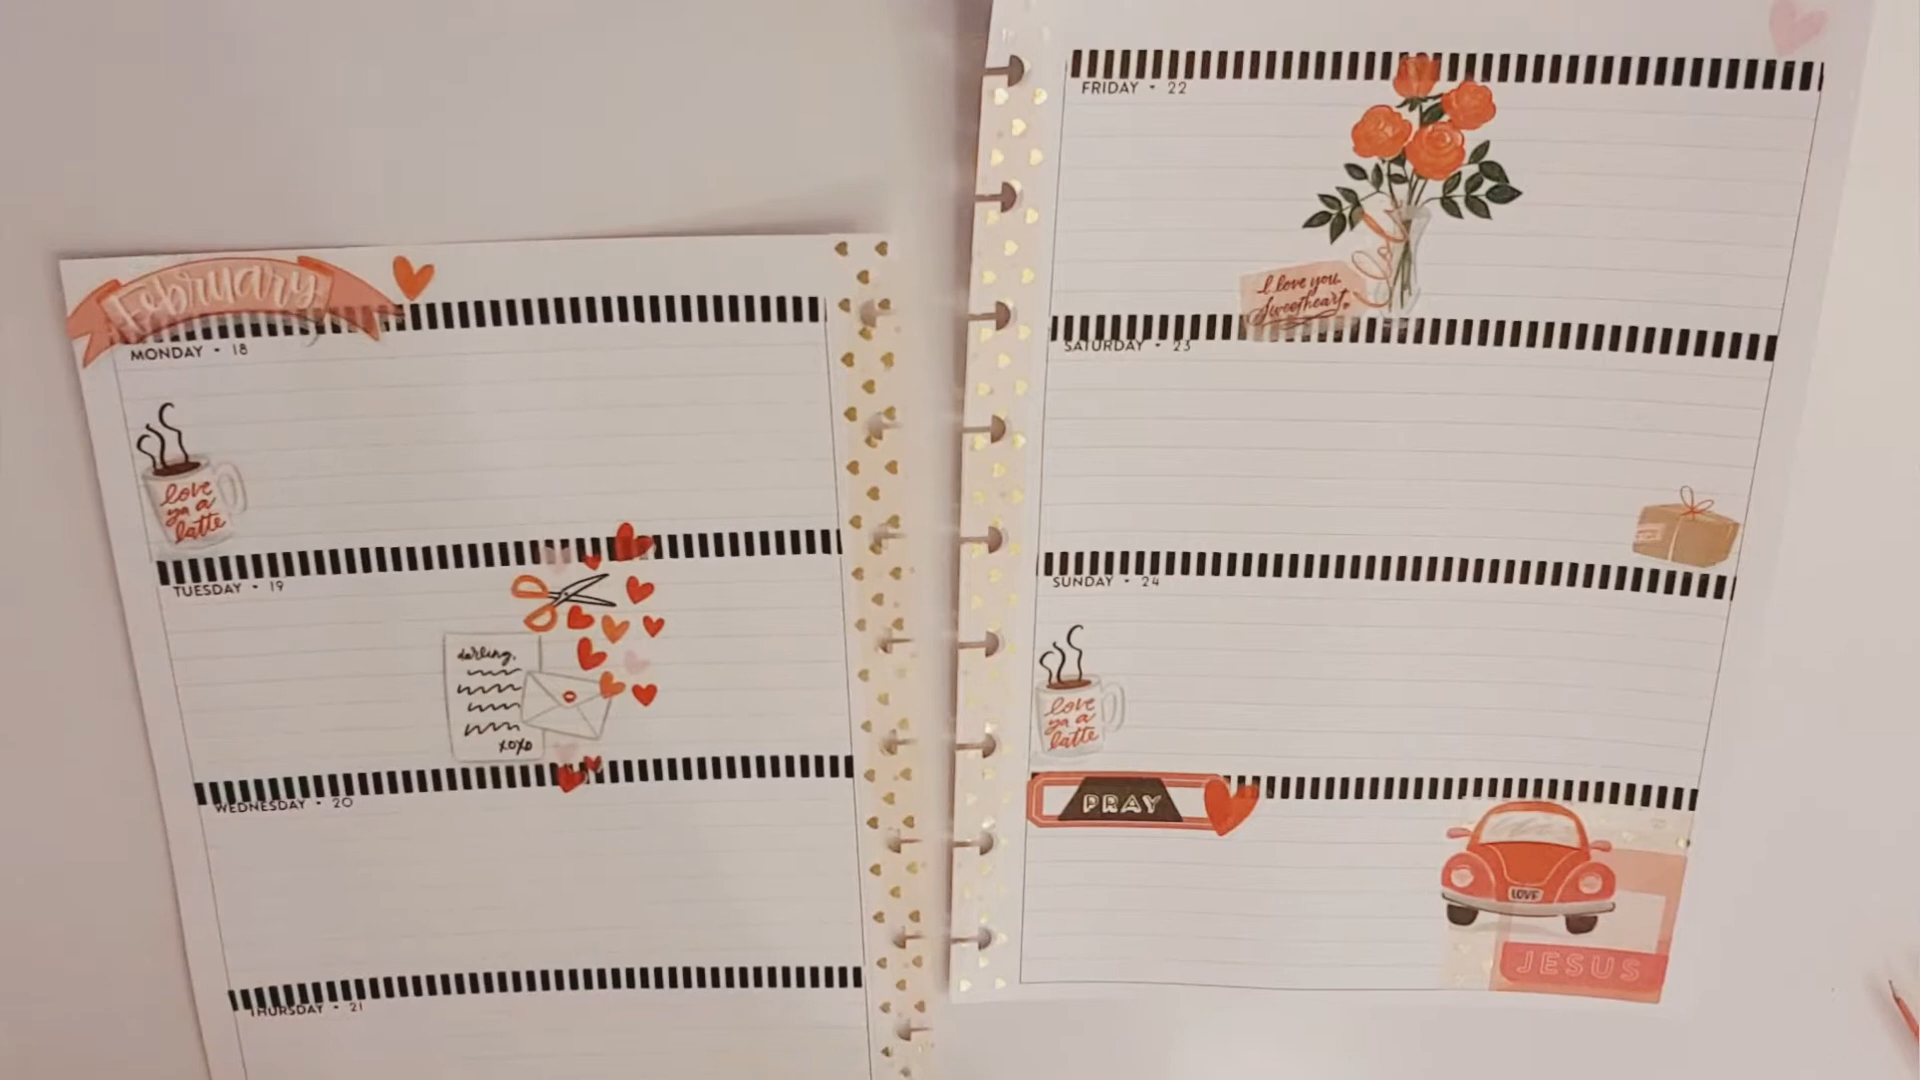 February
MONDAY • 18
love
ya a
latte
TUESDAY • 19
darling,
xoxo
WEDNESDAY • 20
THURSDAY • 21
FRIDAY • 22
I love you
Sweetheart.
SATURDAY • 23
SUNDAY • 24
love
ya a
latte
PRAY
LOVE
JESUS